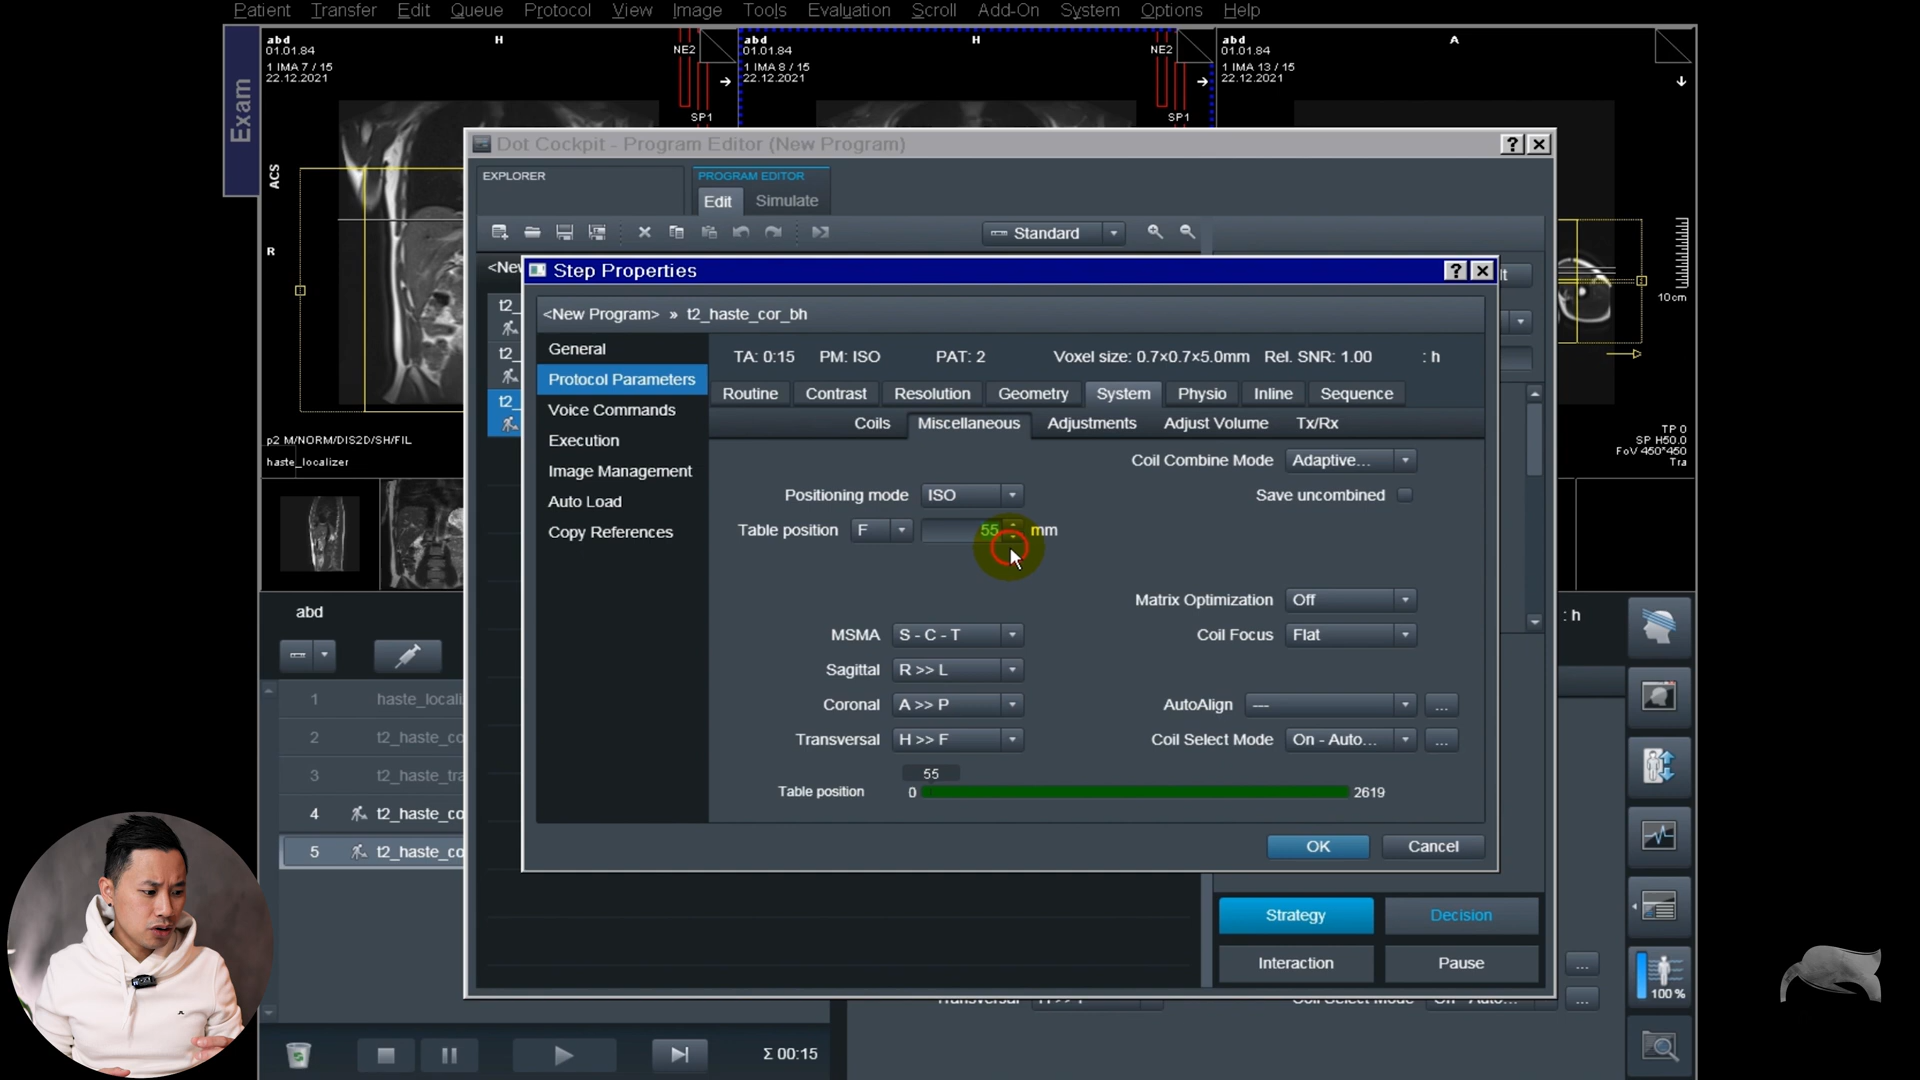 Patient Transfer Edit Queue Protocol View Image Tools Evaluation Scroll Add-On System Options Help
Exam
abd
01.01.84
1 IMA 7 / 15
22.12.2021
H
NE2
SP1
ACS
R
p2 M/NORM/DIS2D/SH/FIL
haste_localizer
abd
01.01.84
1 IMA 8 / 15
22.12.2021
H
NE2
SP1
abd
01.01.84
1 IMA 13 / 15
22.12.2021
A
10cm
TP 0
SP H50.0
FoV 450*450
Tra
Dot Cockpit - Program Editor (New Program)
EXPLORER
PROGRAM EDITOR
Edit Simulate
Standard
<New
t2_
t2_
t2_
Step Properties
<New Program> » t2_haste_cor_bh
General
Protocol Parameters
Voice Commands
Execution
Image Management
Auto Load
Copy References
TA: 0:15 PM: ISO PAT: 2 Voxel size: 0.7×0.7×5.0mm Rel. SNR: 1.00 : h
Routine Contrast Resolution Geometry System Physio Inline Sequence
Coils Miscellaneous Adjustments Adjust Volume Tx/Rx
Coil Combine Mode Adaptive...
Positioning mode ISO
Save uncombined
Table position F 55 mm
Matrix Optimization Off
MSMA S - C - T
Coil Focus Flat
Sagittal R >> L
Coronal A >> P
AutoAlign ---
...
Transversal H >> F
Coil Select Mode On - Auto...
...
55
Table position 0 2619
OK Cancel
Strategy Decision
Interaction Pause
abd
: h
1 haste_locali
2 t2_haste_co
3 t2_haste_tra
4 t2_haste_co
5 t2_haste_co
...
...
100 %
Σ 00:15